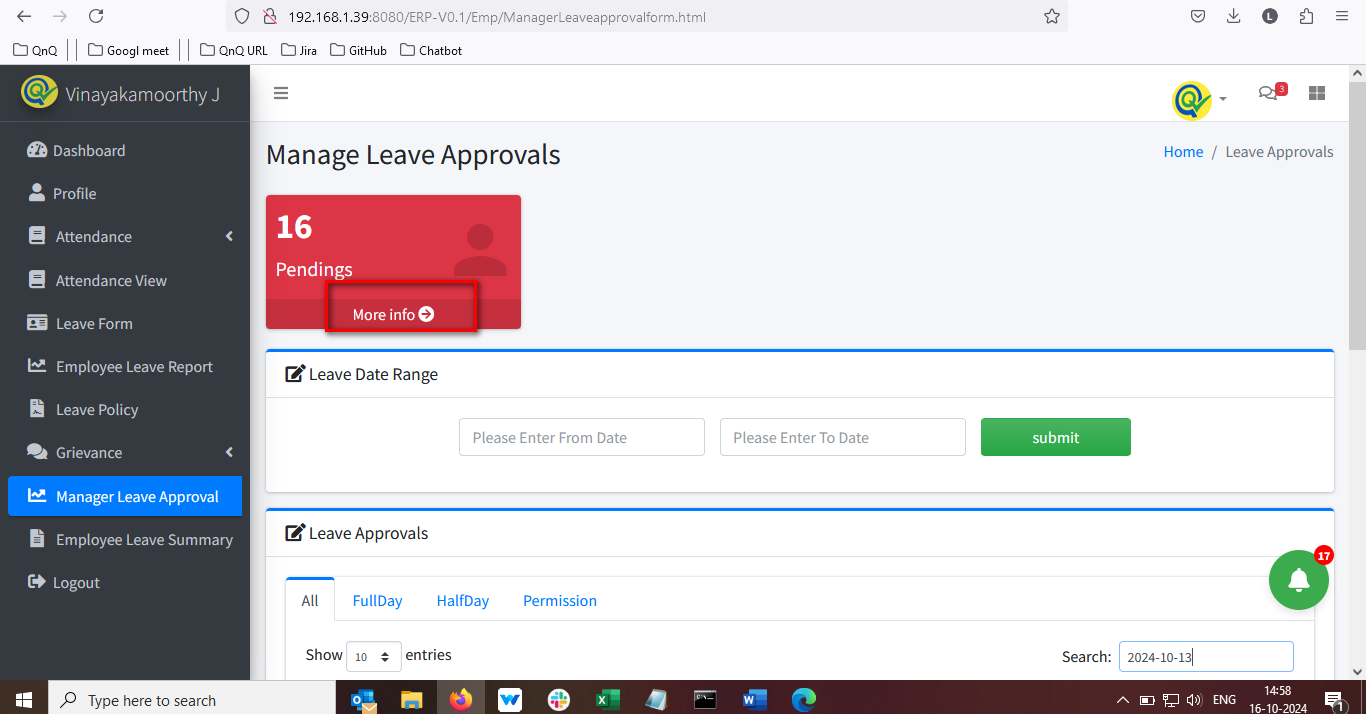 192.168.1.39:8080/ERP-V0.1/Emp/ManagerLeaveapprovalform.html
L
QnQ
Googl meet
QnQ URL
Jira
GitHub
Chatbot
Vinayakamoorthy J
3
Dashboard
Profile
Attendance
Attendance View
Leave Form
Employee Leave Report
Leave Policy
Grievance
Manager Leave Approval
Employee Leave Summary
Logout
Manage Leave Approvals
Home / Leave Approvals
16
Pendings
More info
Leave Date Range
Please Enter From Date
Please Enter To Date
submit
Leave Approvals
17
All
FullDay
HalfDay
Permission
Show 10 entries
Search: 2024-10-13
Type here to search
ENG
14:58
16-10-2024
1